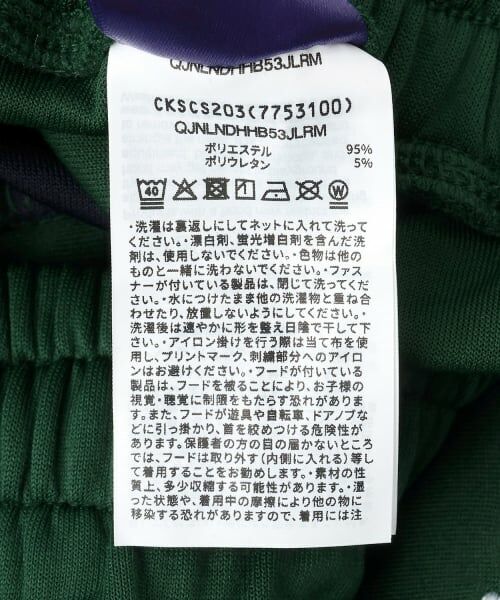 QJNLNDHHB53JLRM
CKSCS203(7753100)
QJNLNDHHB53JLRM
ポリエステル 95%
ポリウレタン 5%
40 W
・洗濯は裏返しにしてネットに入れて洗って
ください。・漂白剤、蛍光増白剤を含んだ洗
剤は、使用しないでください。・色物は他の
ものと一緒に洗わないでください。・ファス
ナーが付いている製品は、閉じて洗ってくだ
さい。・水につけたまま他の洗濯物と重ね合
わせたり、放置しないようにしてください。・
洗濯後は速やかに形を整え日陰で干して下
さい。・アイロン掛けを行う際は当て布を使
用し、プリントマーク、刺繍部分へのアイロ
ンはお避けください。・フードが付いている
製品は、フードを被ることにより、お子様の
視覚・聴覚に制限をもたらす恐れがありま
す。また、フードが遊具や自転車、ドアノブな
どに引っ掛かり、首を絞めつける危険性が
あります。保護者の方の目の届かないところ
では、フードは取り外す(内側に入れる)等し
て着用することをお勧めします。・素材の性
質上、多少収縮する可能性があります。・湿
った状態や、着用中の摩擦により他の物に
移染する恐れがありますので、着用には注